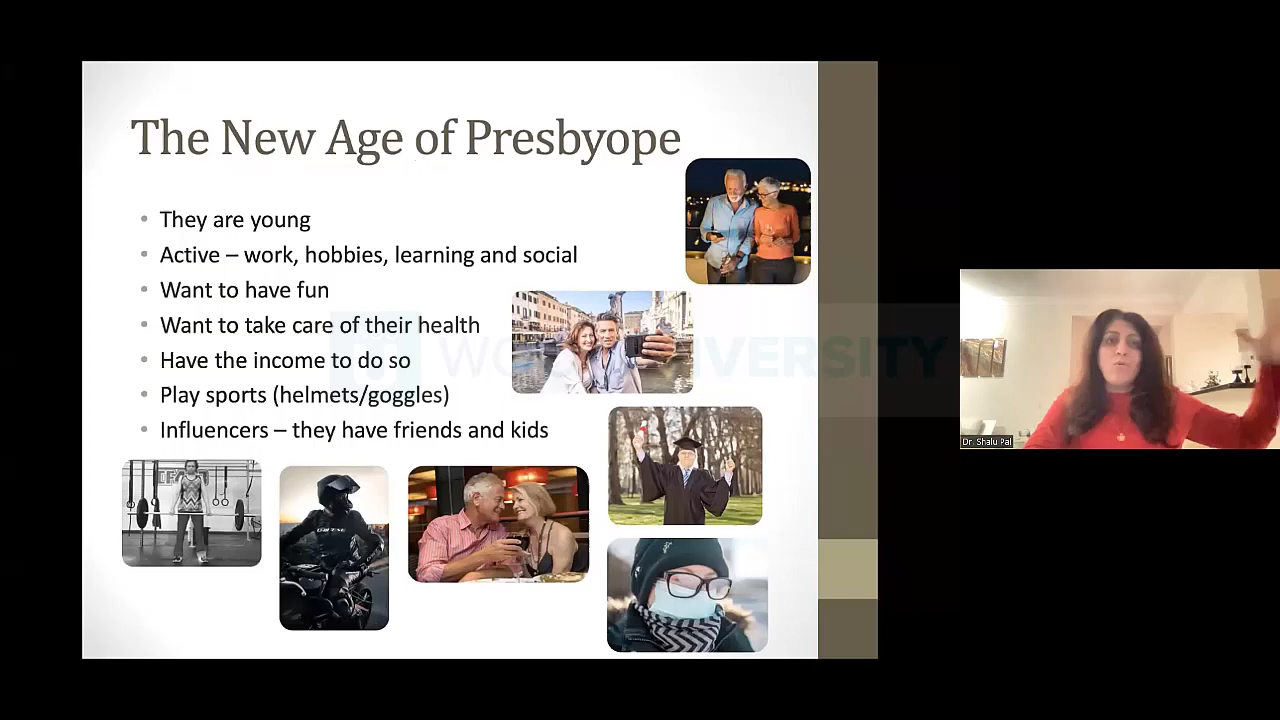 The New Age of Presbyope
They are young
Active – work, hobbies, learning and social
Want to have fun
Want to take care of their health
Have the income to do so
Play sports (helmets/goggles)
Influencers – they have friends and kids
Dr. Shalu Pal